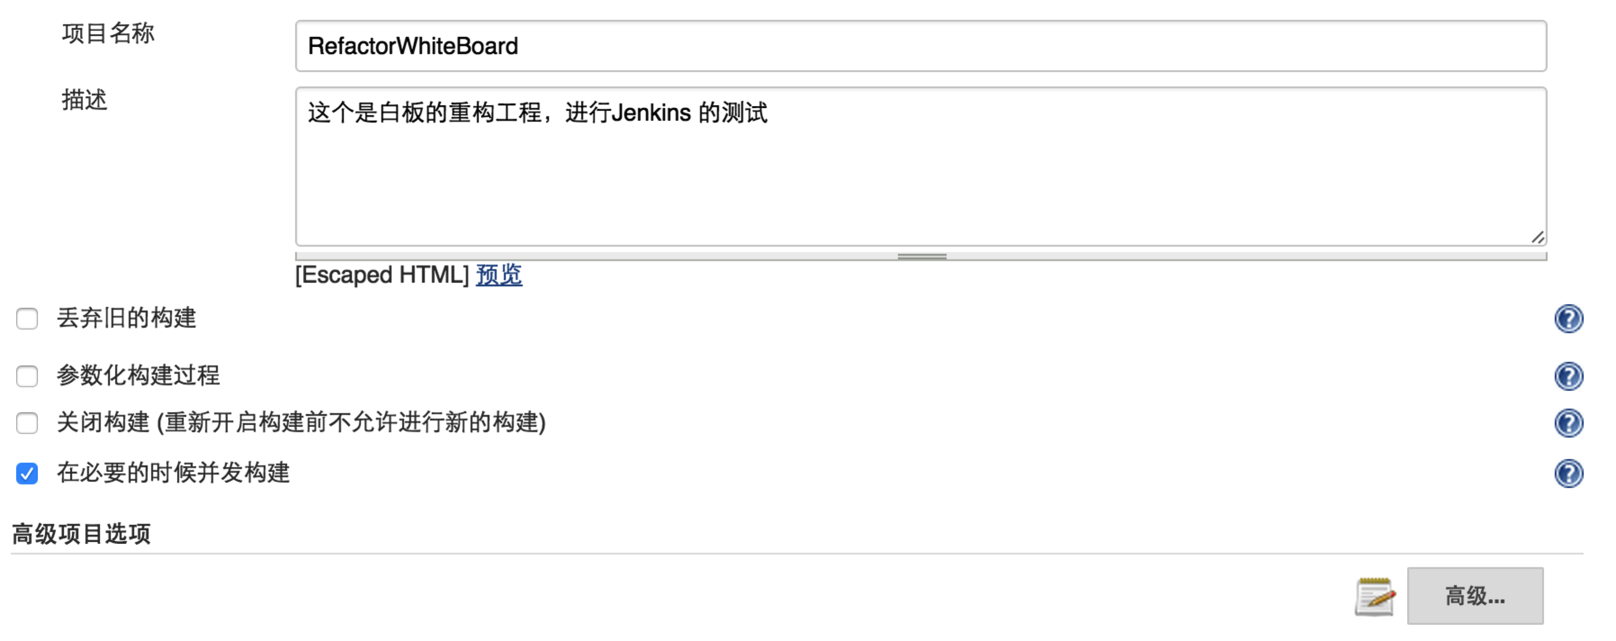 项目名称
RefactorWhiteBoard
描述
这个是白板的重构工程，进行Jenkins 的测试
[Escaped HTML] 预览
丢弃旧的构建
参数化构建过程
关闭构建 (重新开启构建前不允许进行新的构建)
在必要的时候并发构建
高级项目选项
高级...